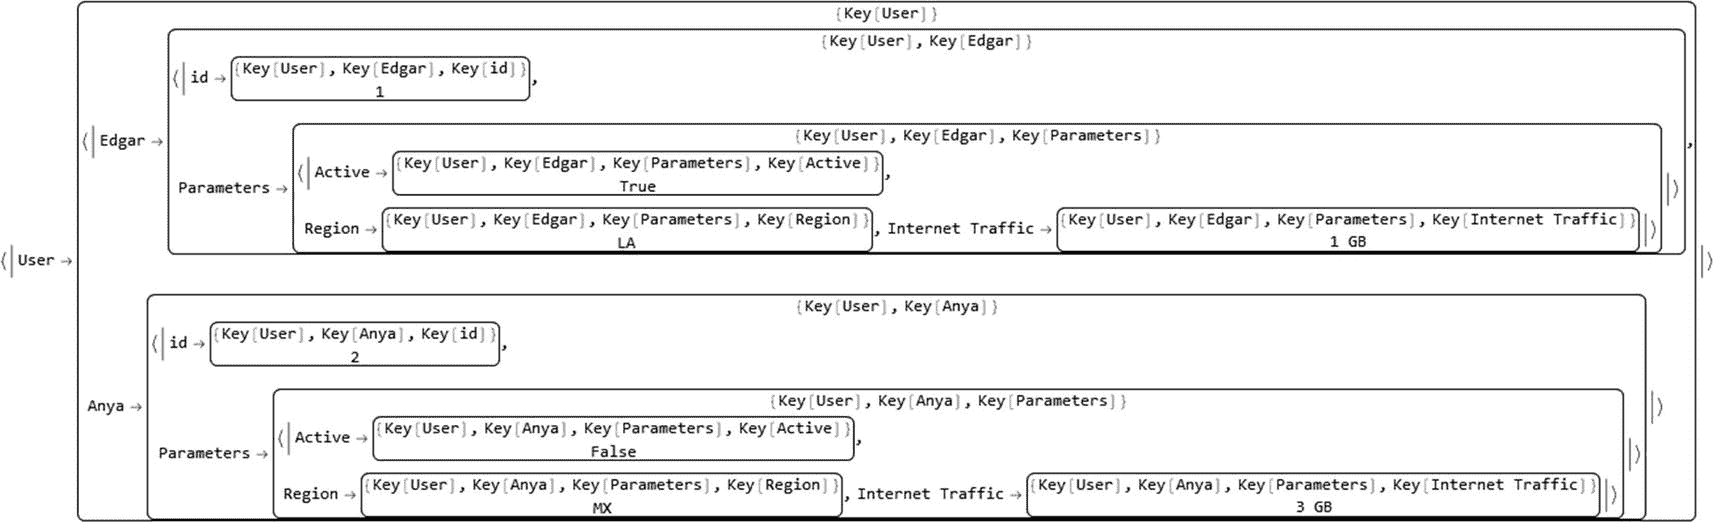 {Key[User]}
{Key[User], Key[Edgar]}
⟨|id → {Key[User], Key[Edgar], Key[id]},
1
⟨|Edgar →
{Key[User], Key[Edgar], Key[Parameters]}
⟨|Active → {Key[User], Key[Edgar], Key[Parameters], Key[Active]},
True
Parameters → |⟩
,
Region → {Key[User], Key[Edgar], Key[Parameters], Key[Region]}, Internet Traffic → {Key[User], Key[Edgar], Key[Parameters], Key[Internet Traffic]} |⟩
LA 1 GB
⟨|User → |⟩
{Key[User], Key[Anya]}
⟨|id → {Key[User], Key[Anya], Key[id]},
2
Anya → |⟩
{Key[User], Key[Anya], Key[Parameters]}
⟨|Active → {Key[User], Key[Anya], Key[Parameters], Key[Active]},
False
Parameters → |⟩
Region → {Key[User], Key[Anya], Key[Parameters], Key[Region]}, Internet Traffic → {Key[User], Key[Anya], Key[Parameters], Key[Internet Traffic]} |⟩
MX 3 GB